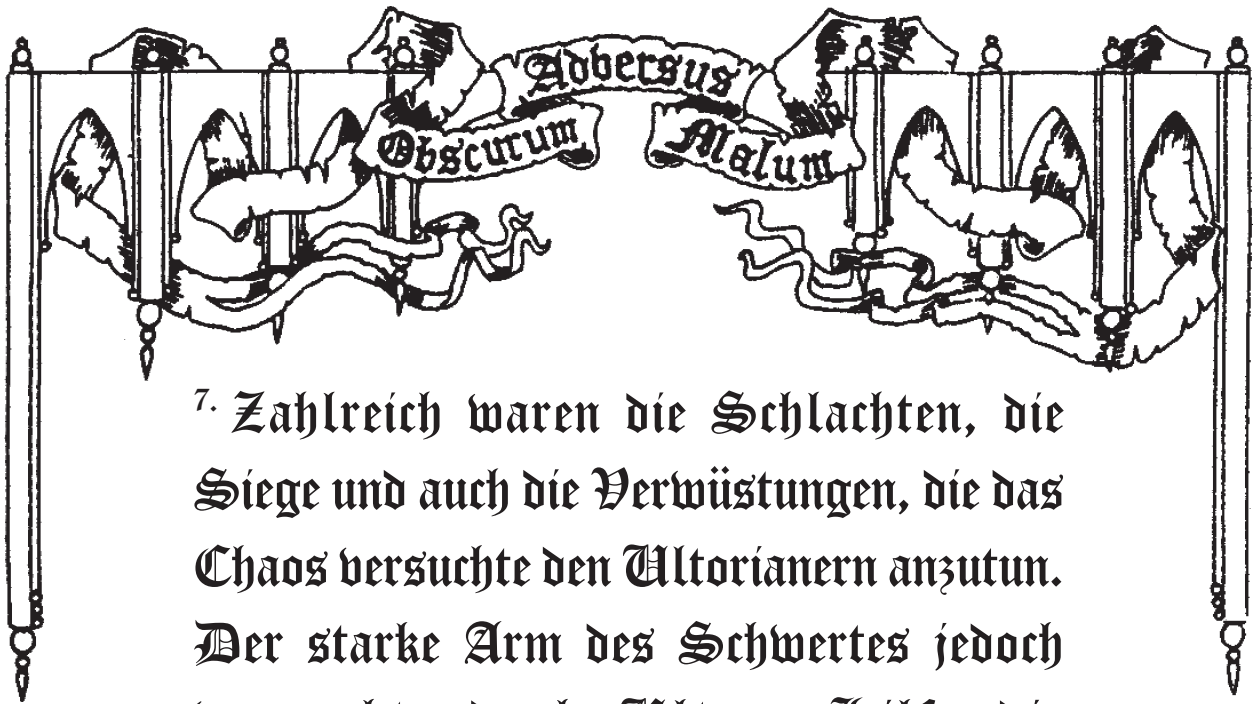 Adversus
Obscurum Malum
7. Zahlreich waren die Schlachten, die
Siege und auch die Verwüstungen, die das
Chaos versuchte den Ultorianern anzutun.
Der starke Arm des Schwertes jedoch